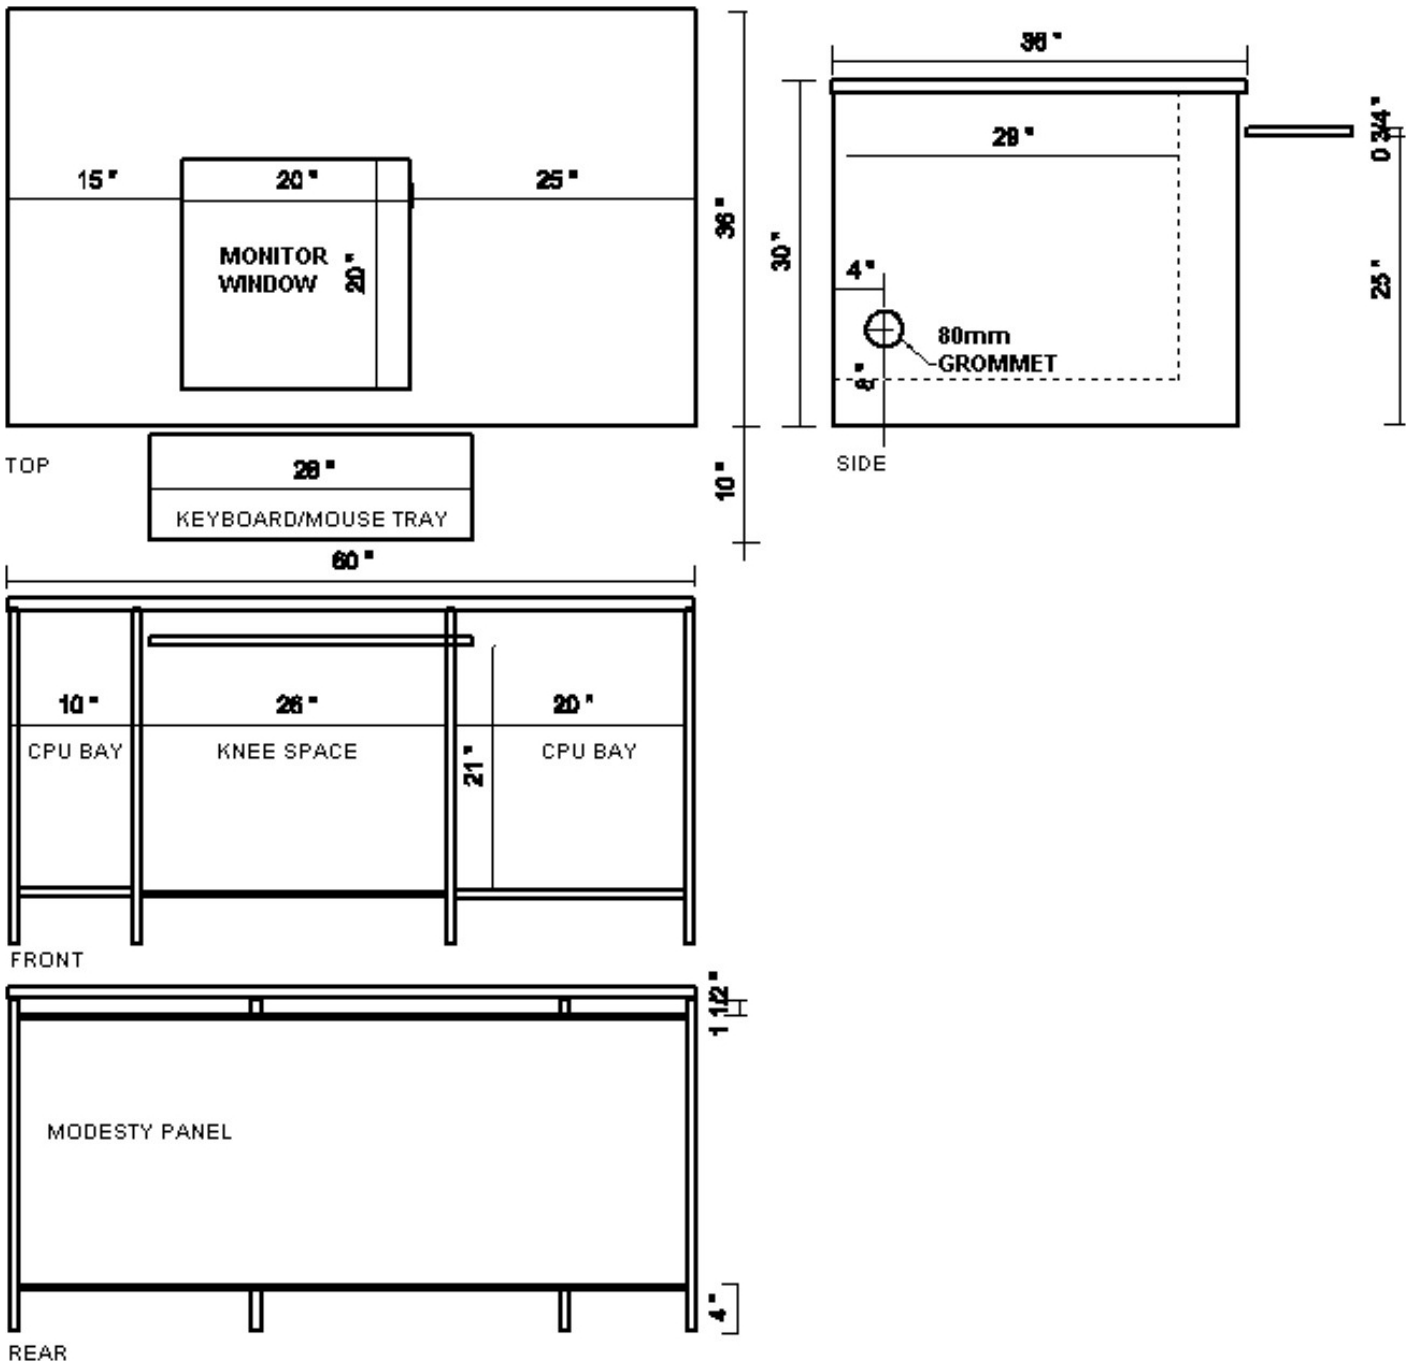 36 "
15 "
20 "
25 "
MONITOR
WINDOW
20 "
36 "
TOP
28 "
KEYBOARD/MOUSE TRAY
10 "
29 "
30 "
4 "
80mm
GROMMET
8 "
0 3/4 "
25 "
SIDE
60 "
10 "
26 "
20 "
CPU BAY
KNEE SPACE
CPU BAY
21 "
FRONT
1 1/2 "
MODESTY PANEL
4 "
REAR